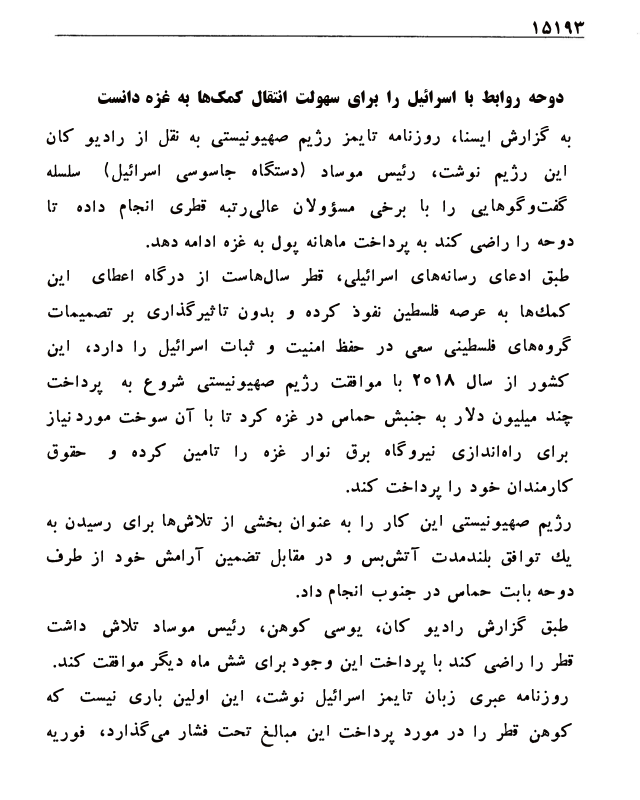 ۱۵۱۹۳
دوحه روابط با اسرائیل را برای سهولت انتقال کمک‌ها به غزه دانست
به گزارش ایسنا، روزنامه تایمز رژیم صهیونیستی به نقل از رادیو کان
این رژیم نوشت، رئیس موساد (دستگاه جاسوسی اسرائیل) سلسله
گفت‌وگوهایی را با برخی مسؤولان عالی‌رتبه قطری انجام داده تا
دوحه را راضی کند به پرداخت ماهانه پول به غزه ادامه دهد.
طبق ادعای رسانه‌های اسرائیلی، قطر سال‌هاست از درگاه اعطای این
کمك‌ها به عرصه فلسطین نفوذ کرده و بدون تاثیرگذاری بر تصمیمات
گروه‌های فلسطینی سعی در حفظ امنیت و ثبات اسرائیل را دارد، این
کشور از سال ۲۰۱۸ با موافقت رژیم صهیونیستی شروع به پرداخت
چند میلیون دلار به جنبش حماس در غزه کرد تا با آن سوخت موردنیاز
برای راه‌اندازی نیروگاه برق نوار غزه را تامین کرده و حقوق
کارمندان خود را پرداخت کند.
رژیم صهیونیستی این کار را به عنوان بخشی از تلاش‌ها برای رسیدن به
یك توافق بلندمدت آتش‌بس و در مقابل تضمین آرامش خود از طرف
دوحه بابت حماس در جنوب انجام داد.
طبق گزارش رادیو کان، یوسی کوهن، رئیس موساد تلاش داشت
قطر را راضی کند با پرداخت این وجود برای شش ماه دیگر موافقت کند.
روزنامه عبری زبان تایمز اسرائیل نوشت، این اولین باری نیست که
کوهن قطر را در مورد پرداخت این مبالغ تحت فشار می‌گذارد، فوریه